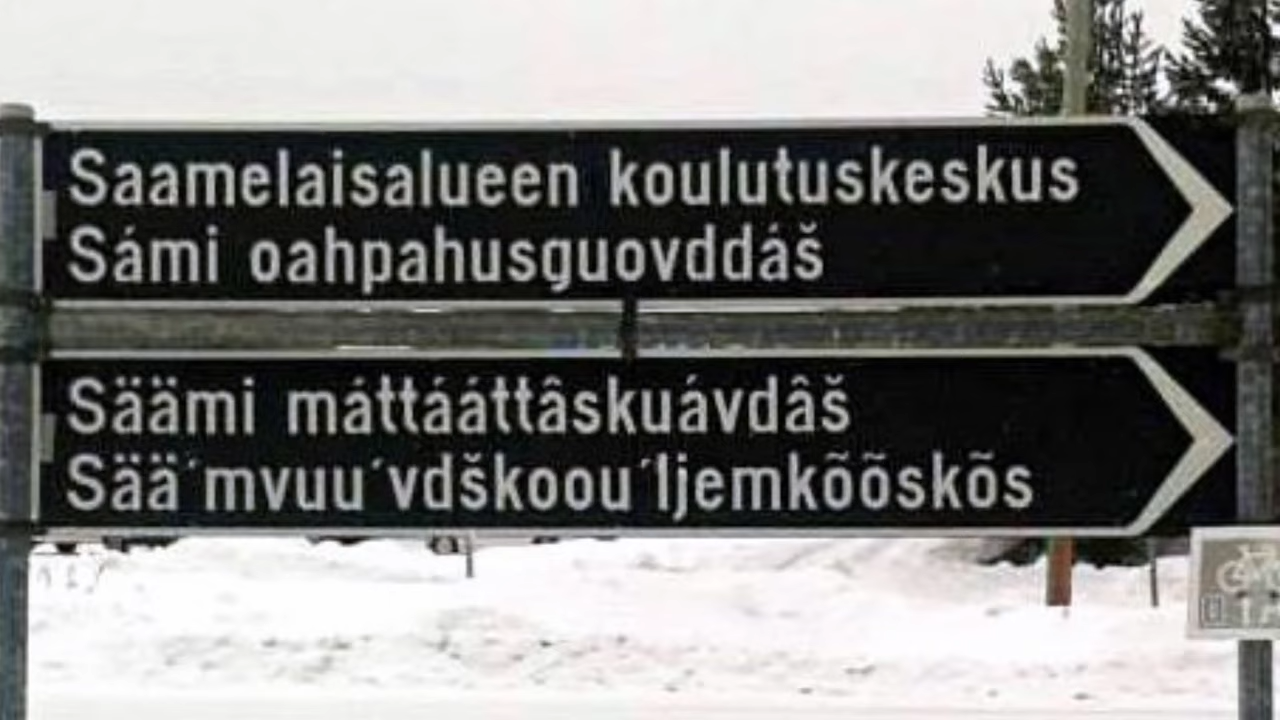 Saamelaisalueen koulutuskeskus
Sámi oahpahusguovddáš
Säämi máttááttâskuávdâš
Sää´mvuu´vdškoou´ljemkõõskõs